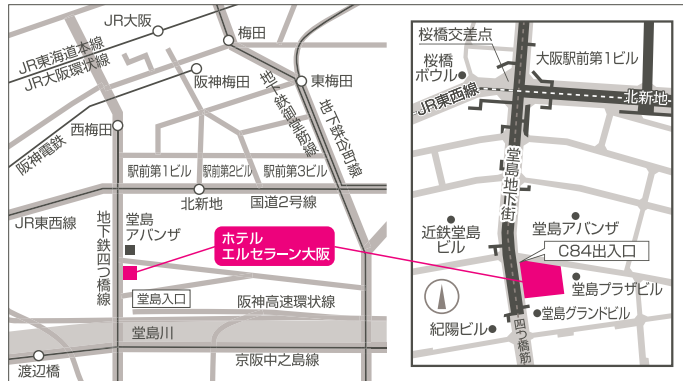 JR大阪
梅田
JR東海道本線
JR大阪環状線
阪神梅田
東梅田
地下鉄御堂筋線
地下鉄谷町線
西梅田
阪神電鉄
駅前第1ビル
駅前第2ビル
駅前第3ビル
北新地
国道2号線
JR東西線
地下鉄四つ橋線
堂島
アバンザ
ホテル
エルセラーン大阪
堂島入口
阪神高速環状線
堂島川
京阪中之島線
渡辺橋
桜橋交差点
桜橋
ボウル
大阪駅前第1ビル
JR東西線
北新地
堂島地下街
近鉄堂島
ビル
堂島アバンザ
C84出入口
堂島プラザビル
堂島グランドビル
紀陽ビル
四つ橋筋